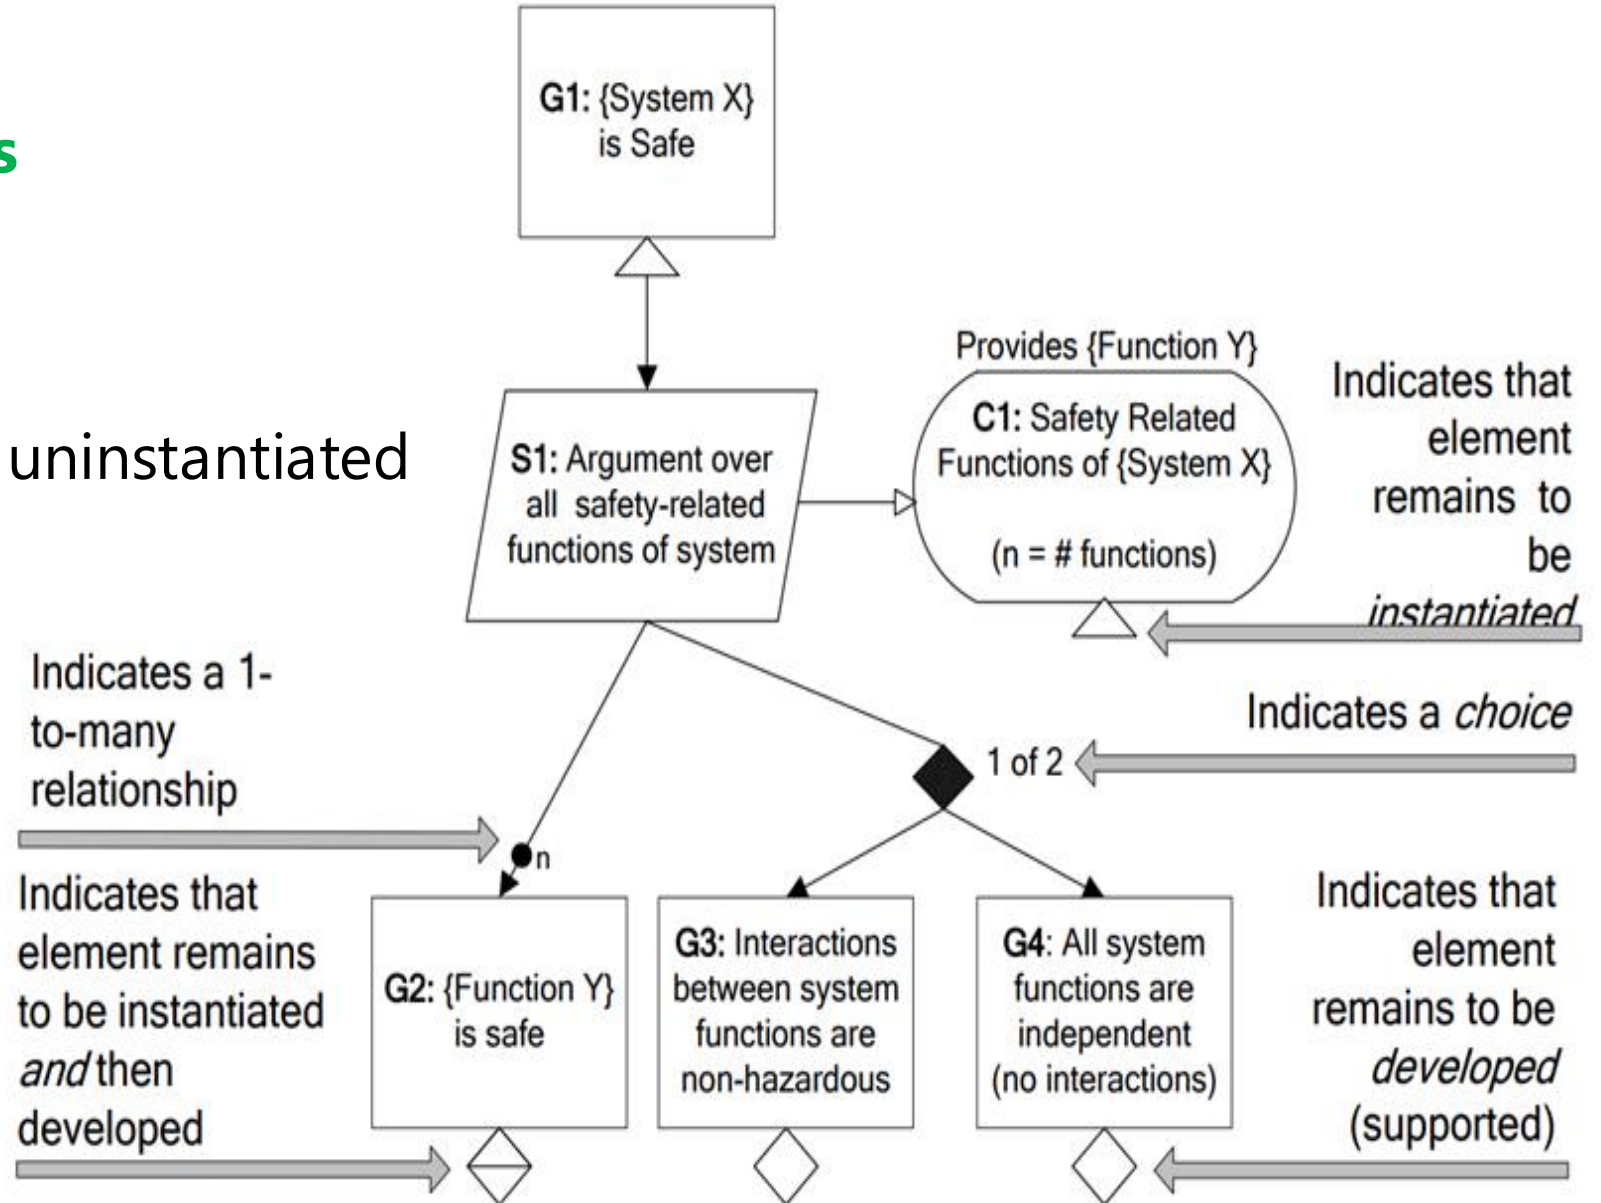 s
G1: {System X}
is Safe
uninstantiated
S1: Argument over
all safety-related
functions of system
Provides {Function Y}
C1: Safety Related
Functions of {System X}
(n = # functions)
Indicates that
element
remains to
be
instantiated
Indicates a 1-
to-many
relationship
Indicates a choice
1 of 2
n
Indicates that
element remains
to be instantiated
and then
developed
G2: {Function Y}
is safe
G3: Interactions
between system
functions are
non-hazardous
G4: All system
functions are
independent
(no interactions)
Indicates that
element
remains to be
developed
(supported)